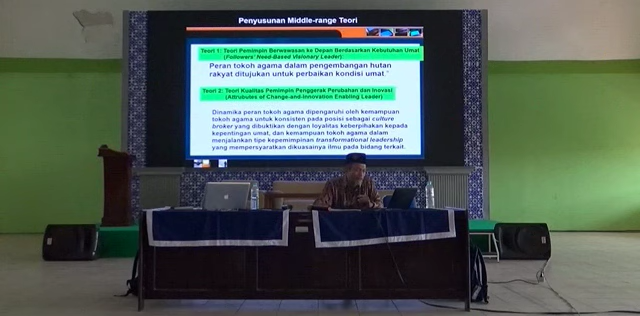 Penyusunan Middle-range Teori
Teori 1: Teori Pemimpin Berwawasan ke Depan Berdasarkan Kebutuhan Umat
(Followers' Need-Based Visionary Leader):
Peran tokoh agama dalam pengembangan hutan
rakyat ditujukan untuk perbaikan kondisi umat."
Teori 2: Teori Kualitas Pemimpin Penggerak Perubahan dan Inovasi
(Attrubules of Change-and-Innovation Enabling Leader)
Dinamika peran tokoh agama dipengaruhi oleh kemampuan
tokoh agama untuk konsisten pada posisi sebagai culture
broker yang dibuktikan dengan loyalitas keberpihakan kepada
kepentingan umat, dan kemampuan tokoh agama dalam
menjalankan tipe kepemimpinan transformational leadership
yang mempersyaratkan dikuasainya ilmu pada bidang terkait.